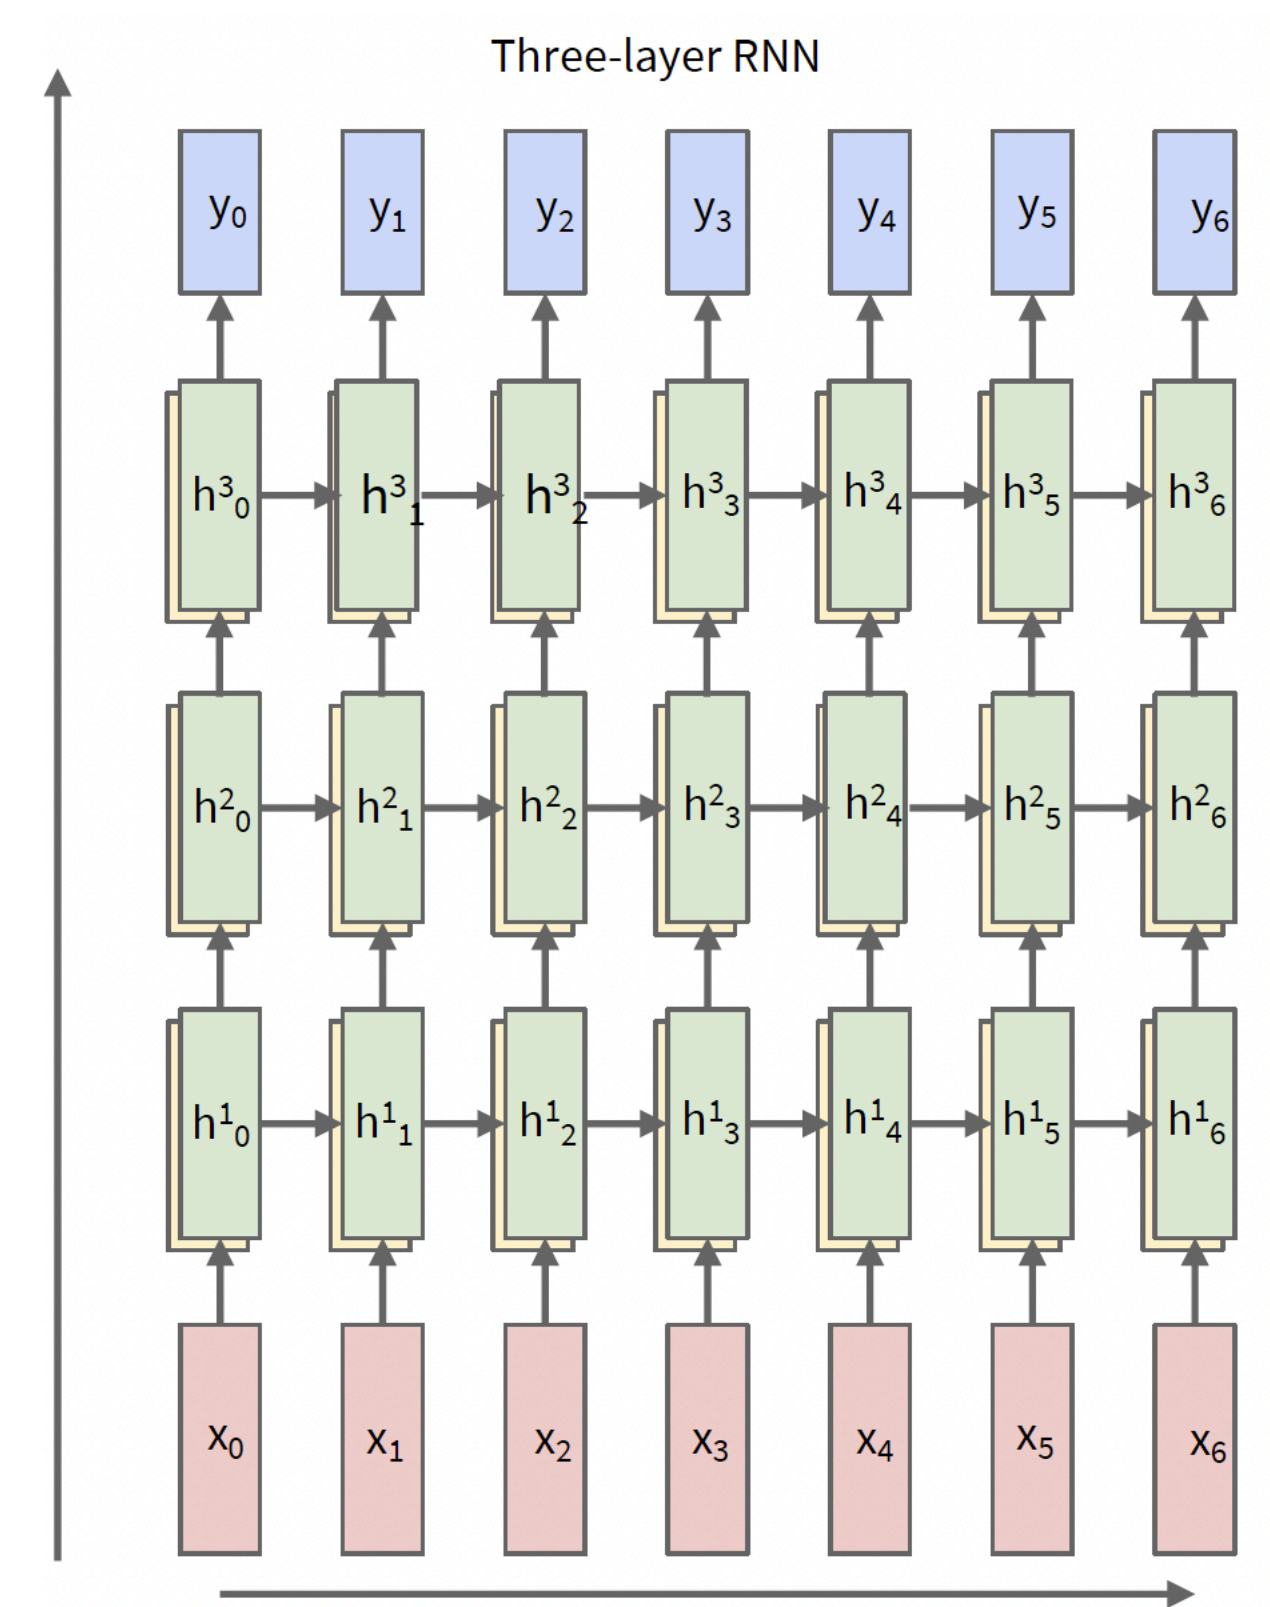 Three-layer RNN
y₀ y₁ y₂ y₃ y₄ y₅ y₆
h³₀ h³₁ h³₂ h³₃ h³₄ h³₅ h³₆
h²₀ h²₁ h²₂ h²₃ h²₄ h²₅ h²₆
h¹₀ h¹₁ h¹₂ h¹₃ h¹₄ h¹₅ h¹₆
x₀ x₁ x₂ x₃ x₄ x₅ x₆